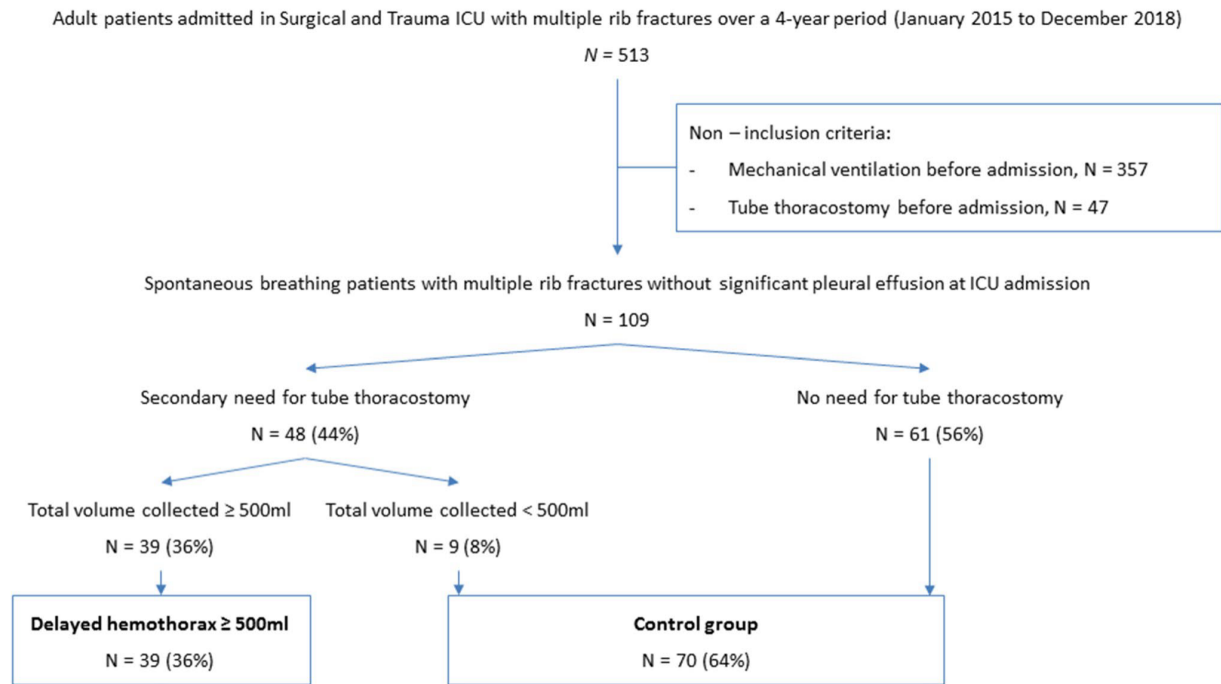 Adult patients admitted in Surgical and Trauma ICU with multiple rib fractures over a 4-year period (January 2015 to December 2018)
N = 513
Non – inclusion criteria:
- Mechanical ventilation before admission, N = 357
- Tube thoracostomy before admission, N = 47
Spontaneous breathing patients with multiple rib fractures without significant pleural effusion at ICU admission
N = 109
Secondary need for tube thoracostomy
N = 48 (44%)
No need for tube thoracostomy
N = 61 (56%)
Total volume collected ≥ 500ml
N = 39 (36%)
Total volume collected < 500ml
N = 9 (8%)
Delayed hemothorax ≥ 500ml
N = 39 (36%)
Control group
N = 70 (64%)